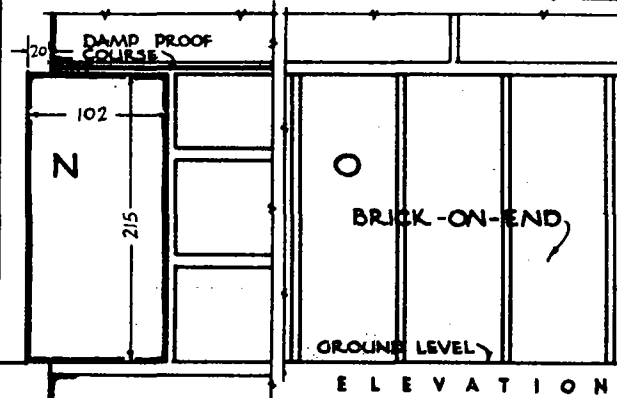 20
DAMP PROOF
COURSE
102
N
215
O
BRICK-ON-END
GROUND LEVEL
ELEVATION